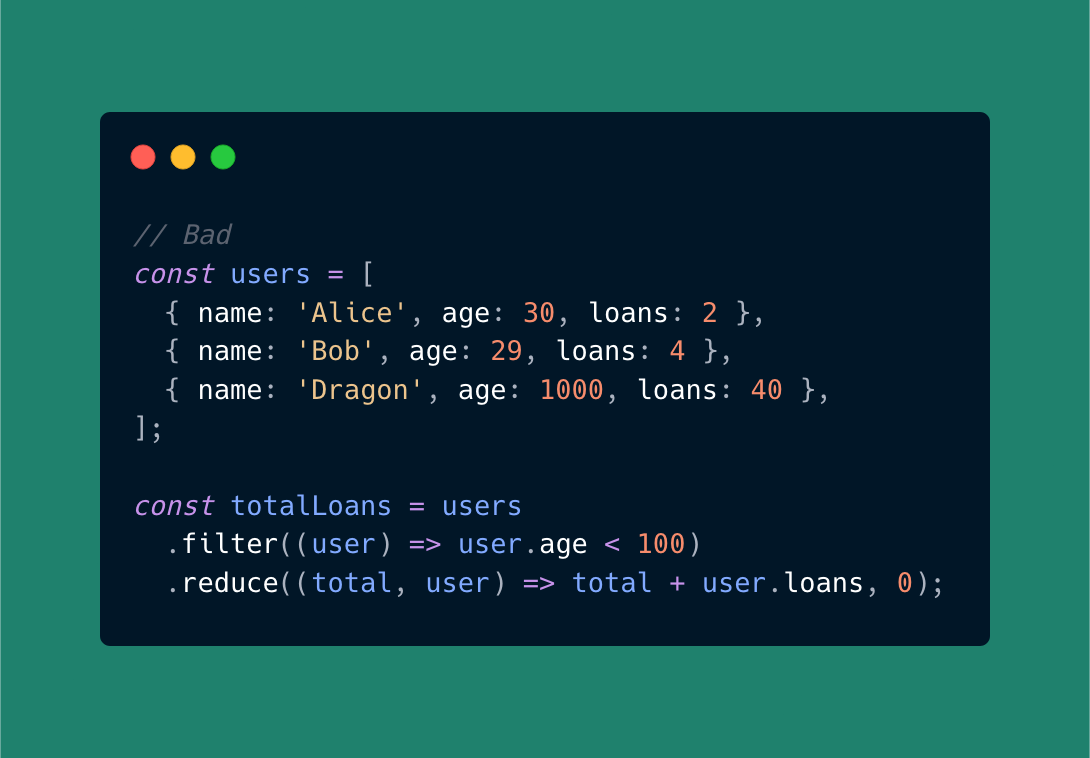 // Bad
const users = [
  { name: 'Alice', age: 30, loans: 2 },
  { name: 'Bob', age: 29, loans: 4 },
  { name: 'Dragon', age: 1000, loans: 40 },
];

const totalLoans = users
  .filter((user) => user.age < 100)
  .reduce((total, user) => total + user.loans, 0);